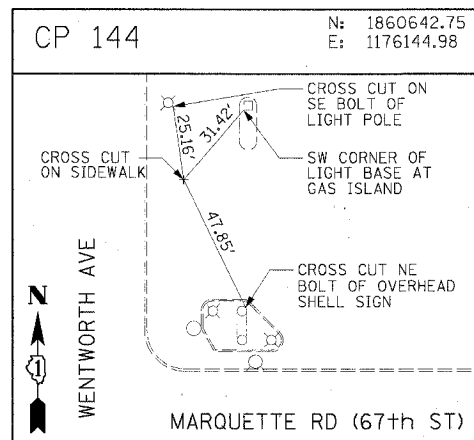 CP 144
N: 1860642.75
E: 1176144.98
CROSS CUT ON
SE BOLT OF
LIGHT POLE
25.16'
31.42'
CROSS CUT
ON SIDEWALK
SW CORNER OF
LIGHT BASE AT
GAS ISLAND
47.85'
CROSS CUT NE
BOLT OF OVERHEAD
SHELL SIGN
WENTWORTH AVE
N
1
MARQUETTE RD (67th ST)